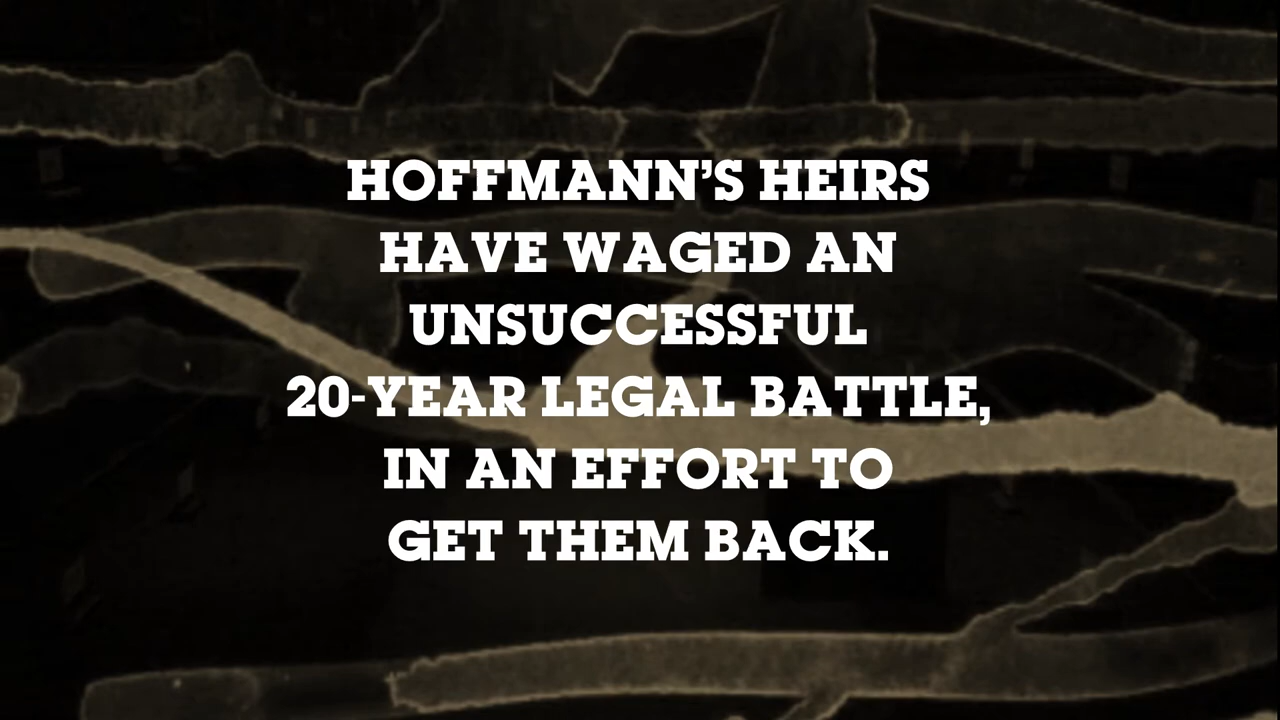 HOFFMANN'S HEIRS
HAVE WAGED AN
UNSUCCESSFUL
20-YEAR LEGAL BATTLE,
IN AN EFFORT TO
GET THEM BACK.